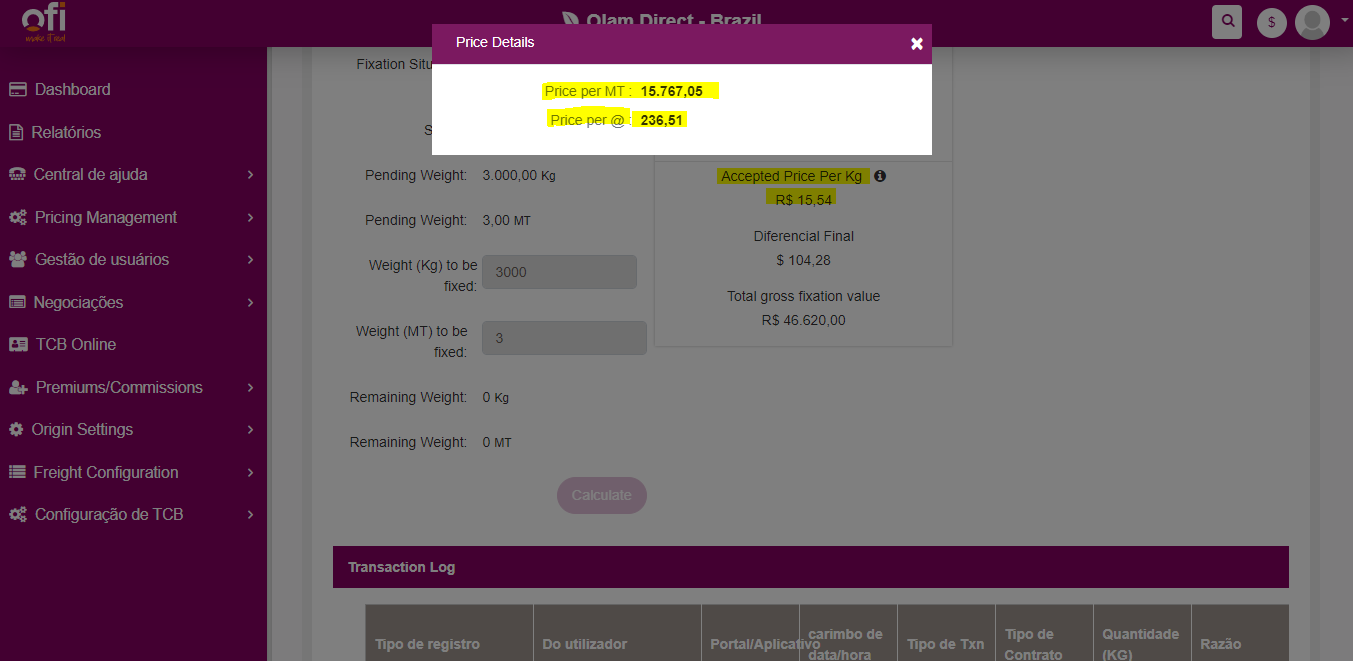 ofi
make it real
Olam Direct - Brazil
$
Price Details
Price per MT : 15.767,05
Price per @ : 236,51
Dashboard
Relatórios
Central de ajuda
Pricing Management
Gestão de usuários
Negociações
TCB Online
Premiums/Commissions
Origin Settings
Freight Configuration
Configuração de TCB
Fixation Situ
S
Pending Weight: 3.000,00 Kg
Pending Weight: 3,00 MT
Weight (Kg) to be
fixed:
3000
Weight (MT) to be
fixed:
3
Remaining Weight: 0 Kg
Remaining Weight: 0 MT
Calculate
Accepted Price Per Kg
R$ 15,54
Diferencial Final
$ 104,28
Total gross fixation value
R$ 46.620,00
Transaction Log
Tipo de registro
Do utilizador
Portal/Aplicativo
carimbo de
data/hora
Tipo de Txn
Tipo de
Contrato
Quantidade
(KG)
Razão